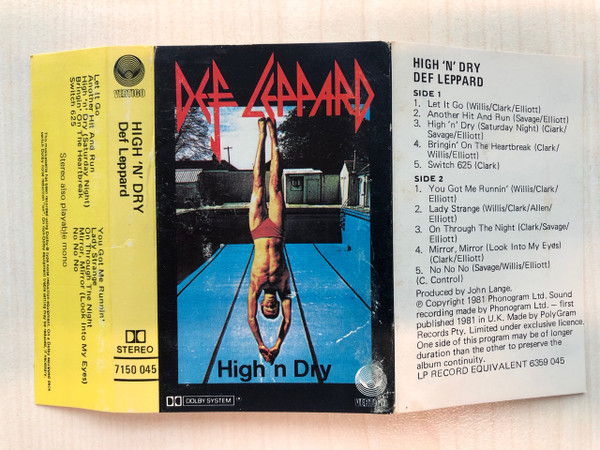 Let It Go
Another Hit And Run
High 'n' Dry (Saturday Night)
Bringin' On The Heartbreak
Switch 625
You Got Me Runnin'
Lady Strange
On Through The Night
Mirror, Mirror (Look Into My Eyes)
No No No
Stereo also playable mono
VERTIGO
HIGH 'N' DRY
Def Leppard
STEREO
7150 045
DEF LEPPARD
High 'n Dry
DOLBY SYSTEM
VERTIGO
HIGH 'N' DRY
DEF LEPPARD
SIDE 1
1. Let It Go (Willis/Clark/Elliott)
2. Another Hit And Run (Savage/Elliott)
3. High 'n' Dry (Saturday Night) (Clark/
Savage/Elliott)
4. Bringin' On The Heartbreak (Clark/
Willis/Elliott)
5. Switch 625 (Clark)
SIDE 2
1. You Got Me Runnin' (Willis/Clark/
Elliott)
2. Lady Strange (Willis/Clark/Allen/
Elliott)
3. On Through The Night (Clark/Savage/
Elliott)
4. Mirror, Mirror (Look Into My Eyes)
(Clark/Elliott)
5. No No No (Savage/Willis/Elliott)
(C. Control)
Produced by John Lange.
℗ Copyright 1981 Phonogram Ltd. Sound
recording made by Phonogram Ltd. – first
published 1981 in U.K. Made by PolyGram
Records Pty. Limited under exclusive licence.
One side of this program may be of longer
duration than the other to preserve the
album continuity.
LP RECORD EQUIVALENT 6359 045